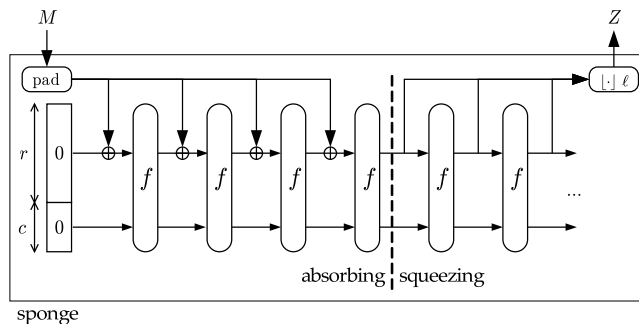 M Z
pad ⌊·⌋ ℓ
r 0
f f f f f f
...
c 0
absorbing squeezing
sponge